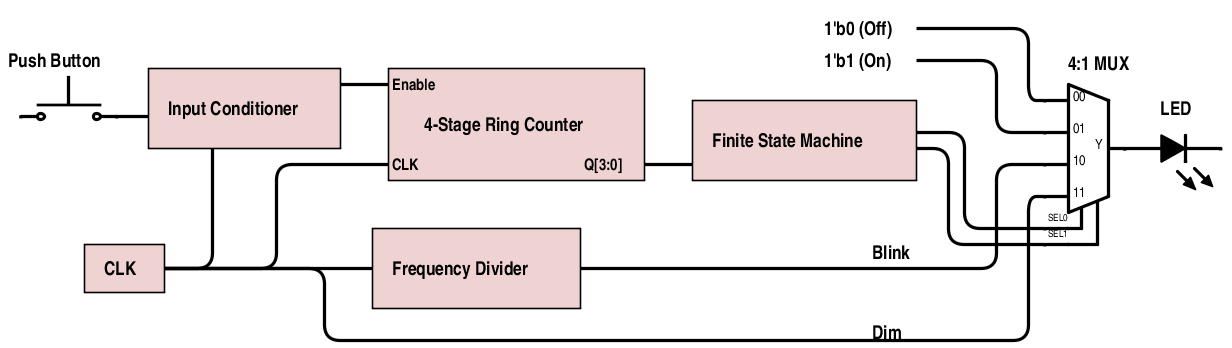 1'b0 (Off)
Push Button
1'b1 (On)
4:1 MUX
Input Conditioner
Enable
4-Stage Ring Counter
CLK
Q[3:0]
Finite State Machine
00
01
10
11
Y
LED
SEL0
SEL1
CLK
Frequency Divider
Blink
Dim